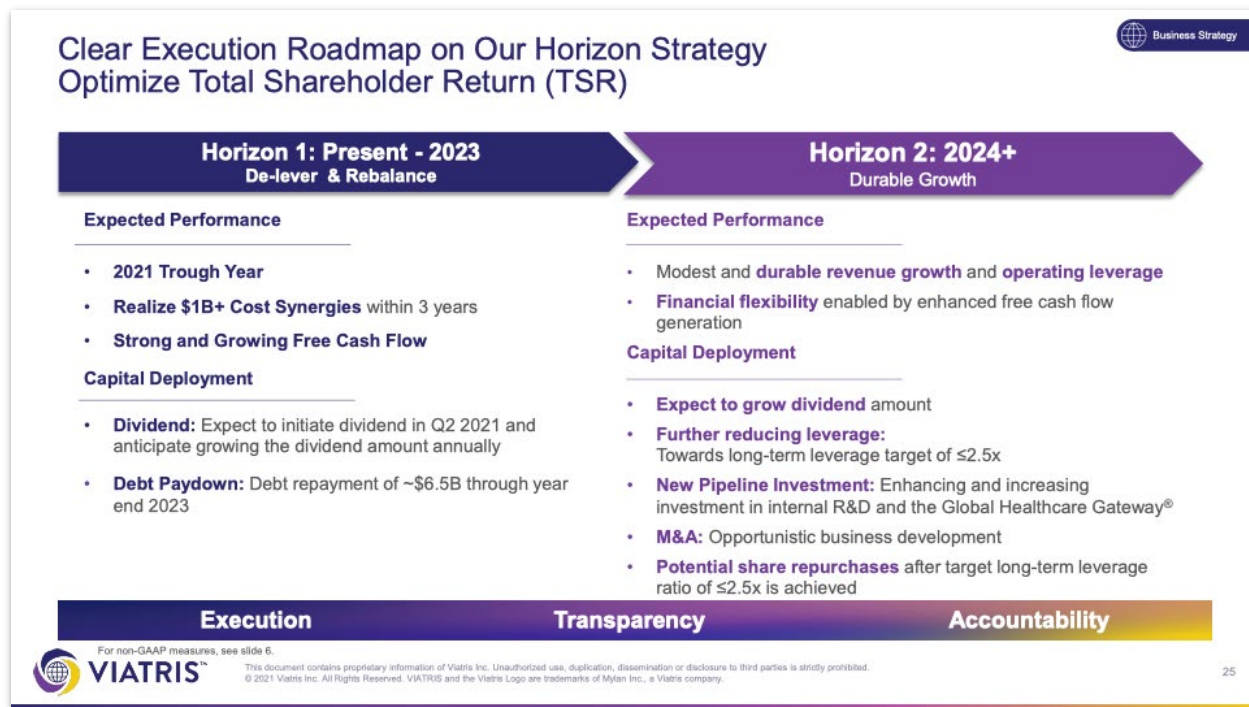 Business Strategy
Clear Execution Roadmap on Our Horizon Strategy
Optimize Total Shareholder Return (TSR)
Horizon 1: Present - 2023
De-lever & Rebalance
Expected Performance
• 2021 Trough Year
• Realize $1B+ Cost Synergies within 3 years
• Strong and Growing Free Cash Flow
Capital Deployment
• Dividend: Expect to initiate dividend in Q2 2021 and
anticipate growing the dividend amount annually
• Debt Paydown: Debt repayment of ~$6.5B through year
end 2023
Horizon 2: 2024+
Durable Growth
Expected Performance
• Modest and durable revenue growth and operating leverage
• Financial flexibility enabled by enhanced free cash flow
generation
Capital Deployment
• Expect to grow dividend amount
• Further reducing leverage:
Towards long-term leverage target of ≤2.5x
• New Pipeline Investment: Enhancing and increasing
investment in internal R&D and the Global Healthcare Gateway®
• M&A: Opportunistic business development
• Potential share repurchases after target long-term leverage
ratio of ≤2.5x is achieved
Execution Transparency Accountability
For non-GAAP measures, see slide 6.
VIATRIS™
This document contains proprietary information of Viatris Inc. Unauthorized use, duplication, dissemination or disclosure to third parties is strictly prohibited.
© 2021 Viatris Inc. All Rights Reserved. VIATRIS and the Viatris Logo are trademarks of Mylan Inc., a Viatris company.
25